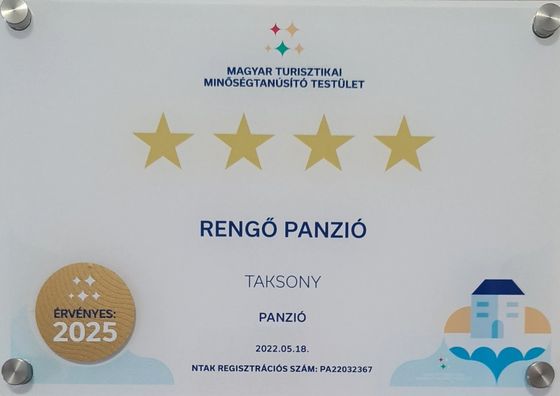 MAGYAR TURISZTIKAI
MINŐSÉGTANÚSÍTÓ TESTÜLET
RENGŐ PANZIÓ
TAKSONY
PANZIÓ
2022.05.18.
NTAK REGISZTRÁCIÓS SZÁM: PA22032367
ÉRVÉNYES:
2025